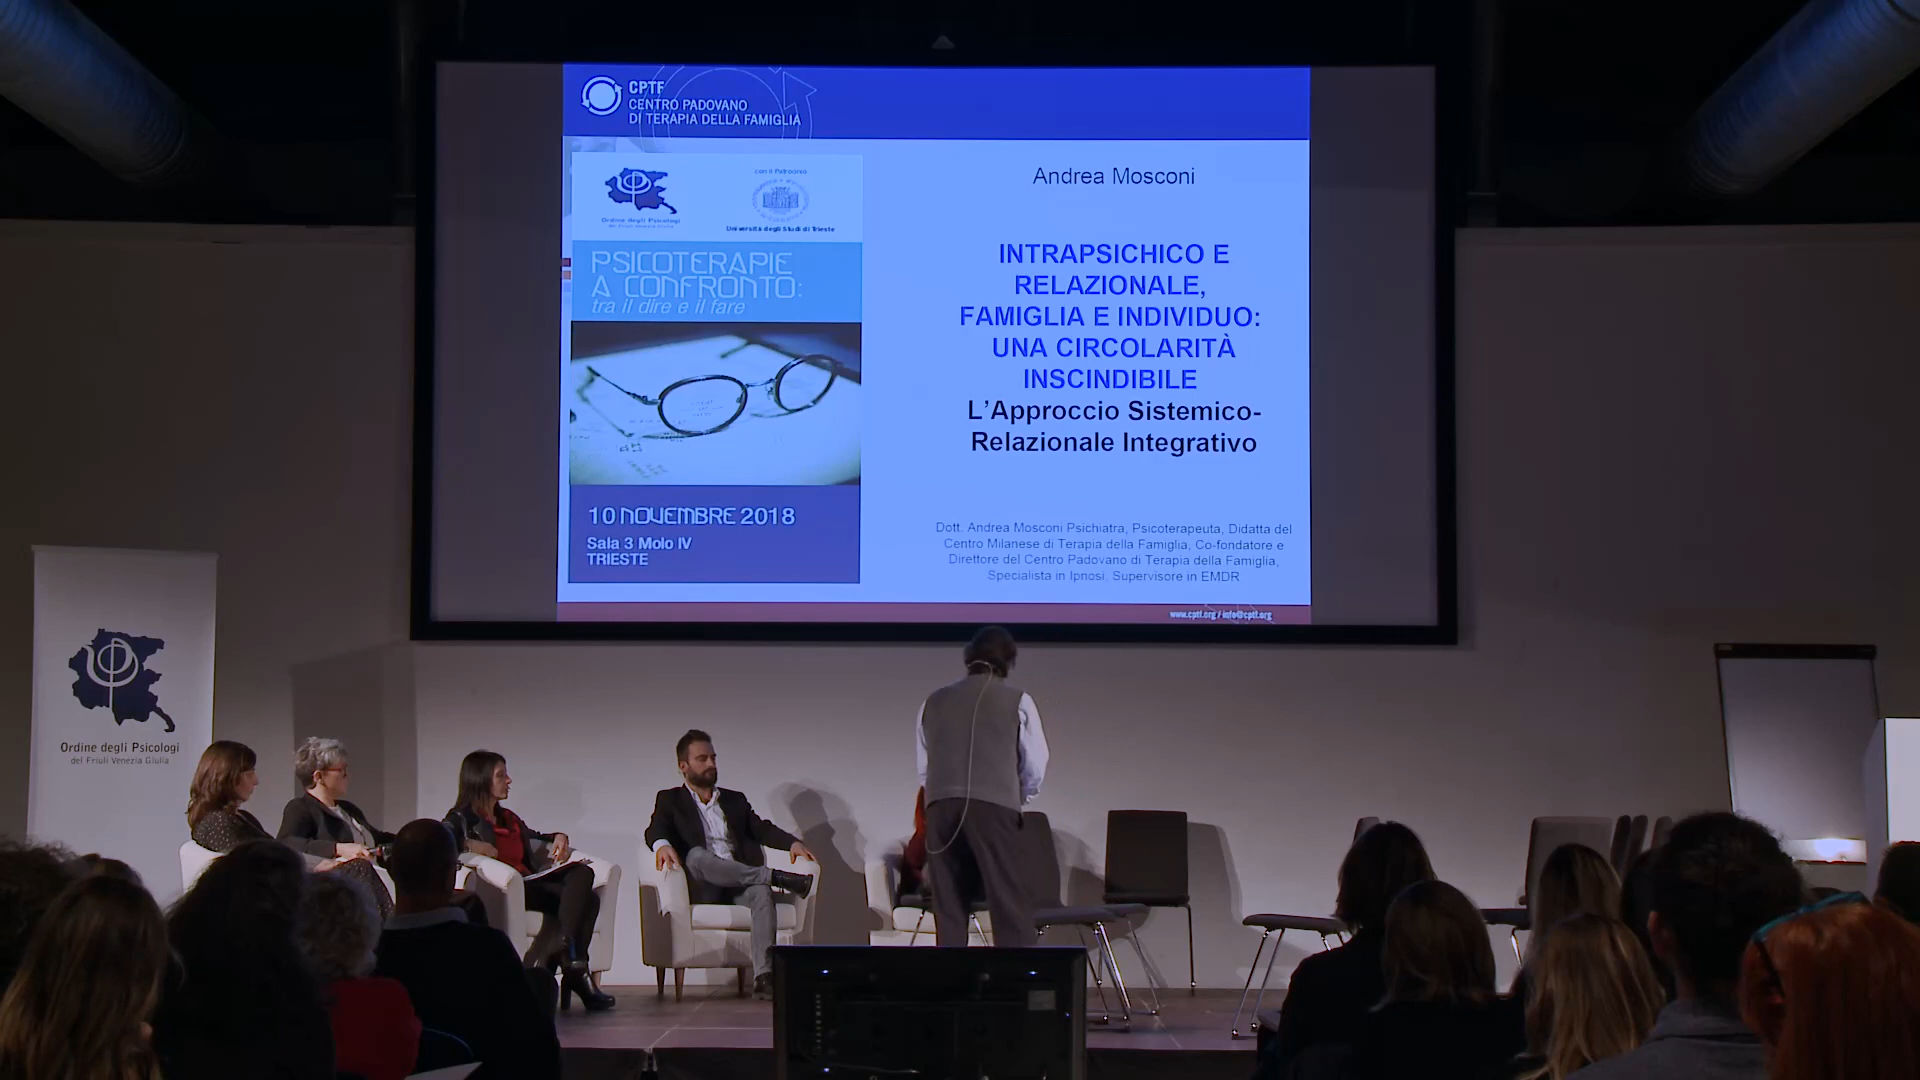 CPTF
CENTRO PADOVANO
DI TERAPIA DELLA FAMIGLIA
con il Patrocinio
Ordine degli Psicologi
del Friuli Venezia Giulia
Università degli Studi di Trieste
PSICOTERAPIE
A CONFRONTO:
tra il dire e il fare
10 NOVEMBRE 2018
Sala 3 Molo IV
TRIESTE
Andrea Mosconi
INTRAPSICHICO E
RELAZIONALE,
FAMIGLIA E INDIVIDUO:
UNA CIRCOLARITÀ
INSCINDIBILE
L’Approccio Sistemico-
Relazionale Integrativo
Dott. Andrea Mosconi Psichiatra, Psicoterapeuta, Didatta del
Centro Milanese di Terapia della Famiglia, Co-fondatore e
Direttore del Centro Padovano di Terapia della Famiglia,
Specialista in Ipnosi, Supervisore in EMDR
www.cptf.org / info@cptf.org
Ordine degli Psicologi
del Friuli Venezia Giulia